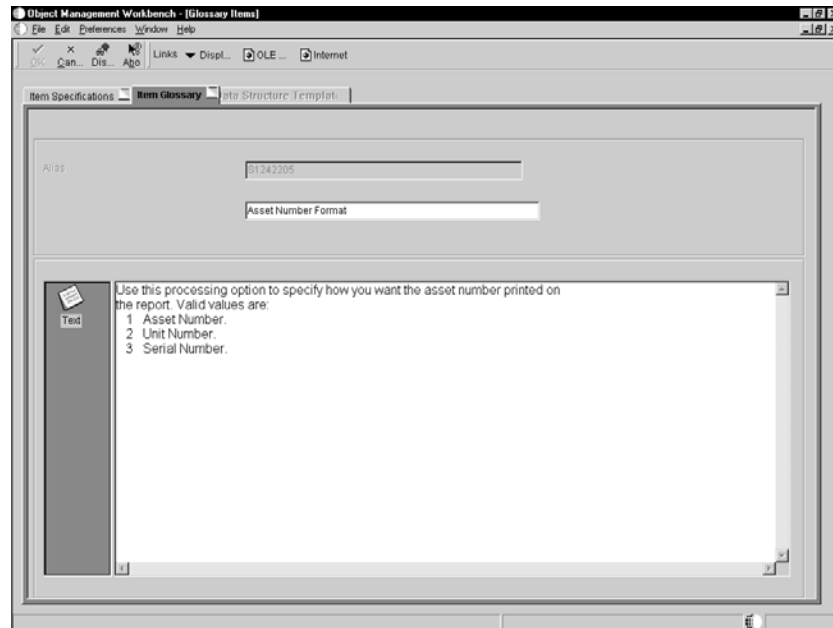 Object Management Workbench - [Glossary Items]
File Edit Preferences Window Help
OK Can... Dis... Abo Links Displ... OLE ... Internet
Item Specifications Item Glossary ata Structure Templat
Alias
S1242205
Asset Number Format
Text
Use this processing option to specify how you want the asset number printed on
the report. Valid values are:
1 Asset Number.
2 Unit Number.
3 Serial Number.